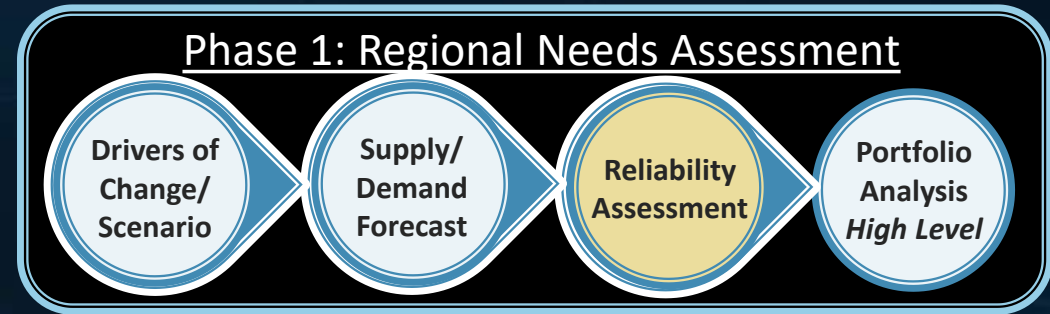 Phase 1: Regional Needs Assessment
Drivers of
Change/
Scenario
Supply/
Demand
Forecast
Reliability
Assessment
Portfolio
Analysis
High Level